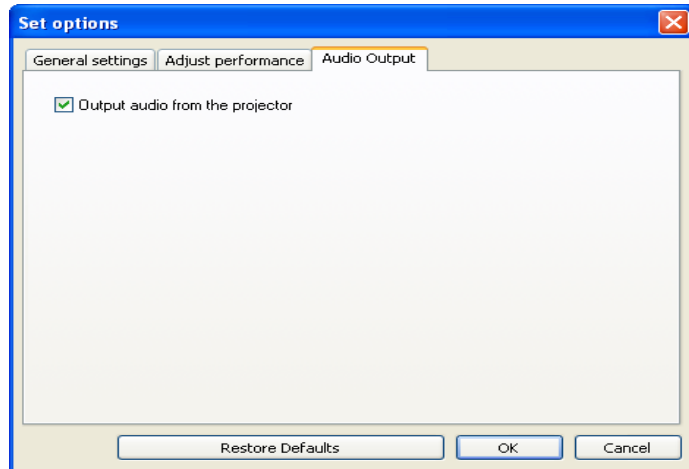 Set options
General settings Adjust performance Audio Output
Output audio from the projector
Restore Defaults OK Cancel